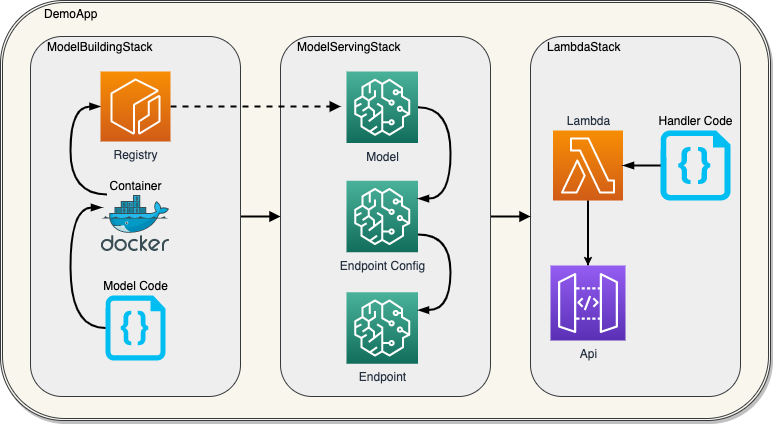 DemoApp
ModelBuildingStack
Registry
Container
docker
Model Code
{}
ModelServingStack
Model
Endpoint Config
Endpoint
LambdaStack
Lambda
Handler Code
{}
</>
Api